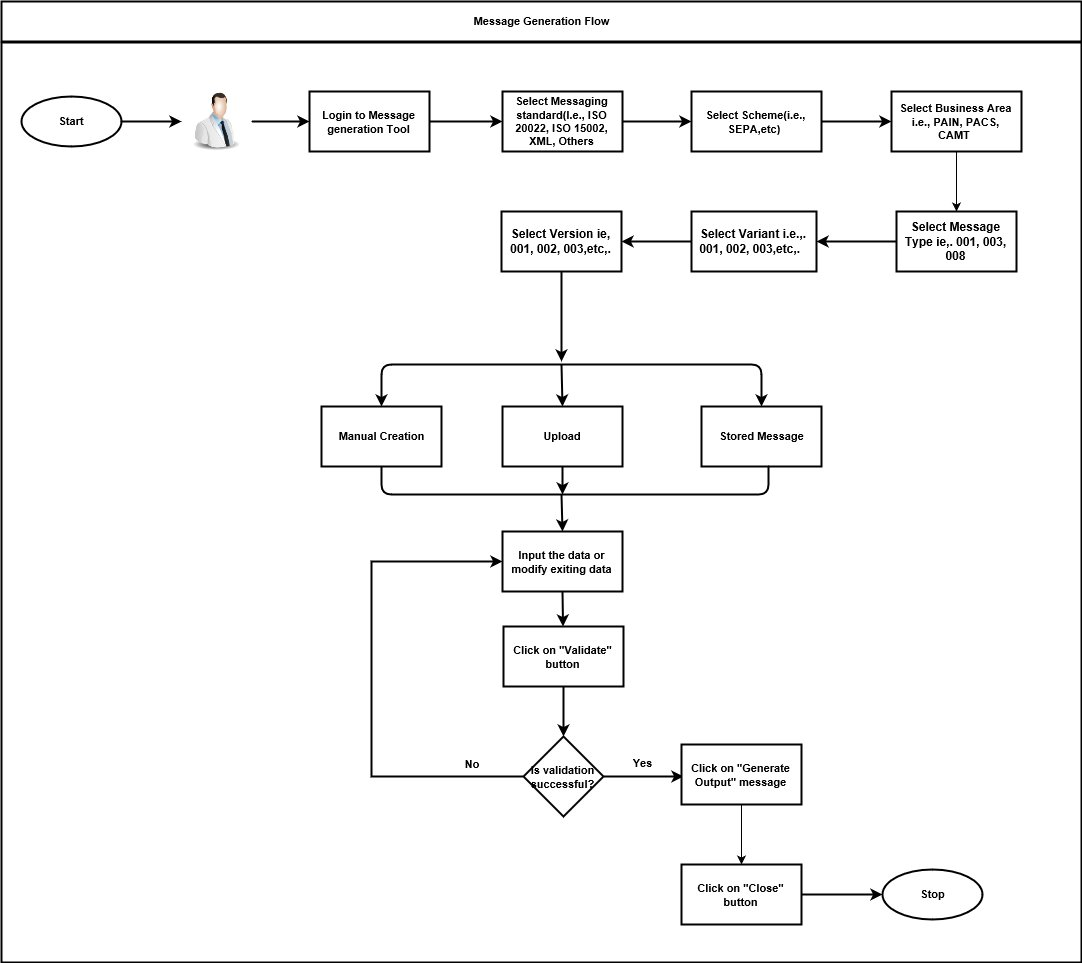 Message Generation Flow
Start
Login to Message
generation Tool
Select Messaging
standard(I.e., ISO
20022, ISO 15002,
XML, Others
Select Scheme(i.e.,
SEPA,etc)
Select Business Area
i.e., PAIN, PACS,
CAMT
Select Message
Type ie,. 001, 003,
008
Select Variant i.e.,.
001, 002, 003,etc,.
Select Version ie,
001, 002, 003,etc,.
Manual Creation
Upload
Stored Message
Input the data or
modify exiting data
Click on "Validate"
button
Is validation
successful?
No
Yes
Click on "Generate
Output" message
Click on "Close"
button
Stop